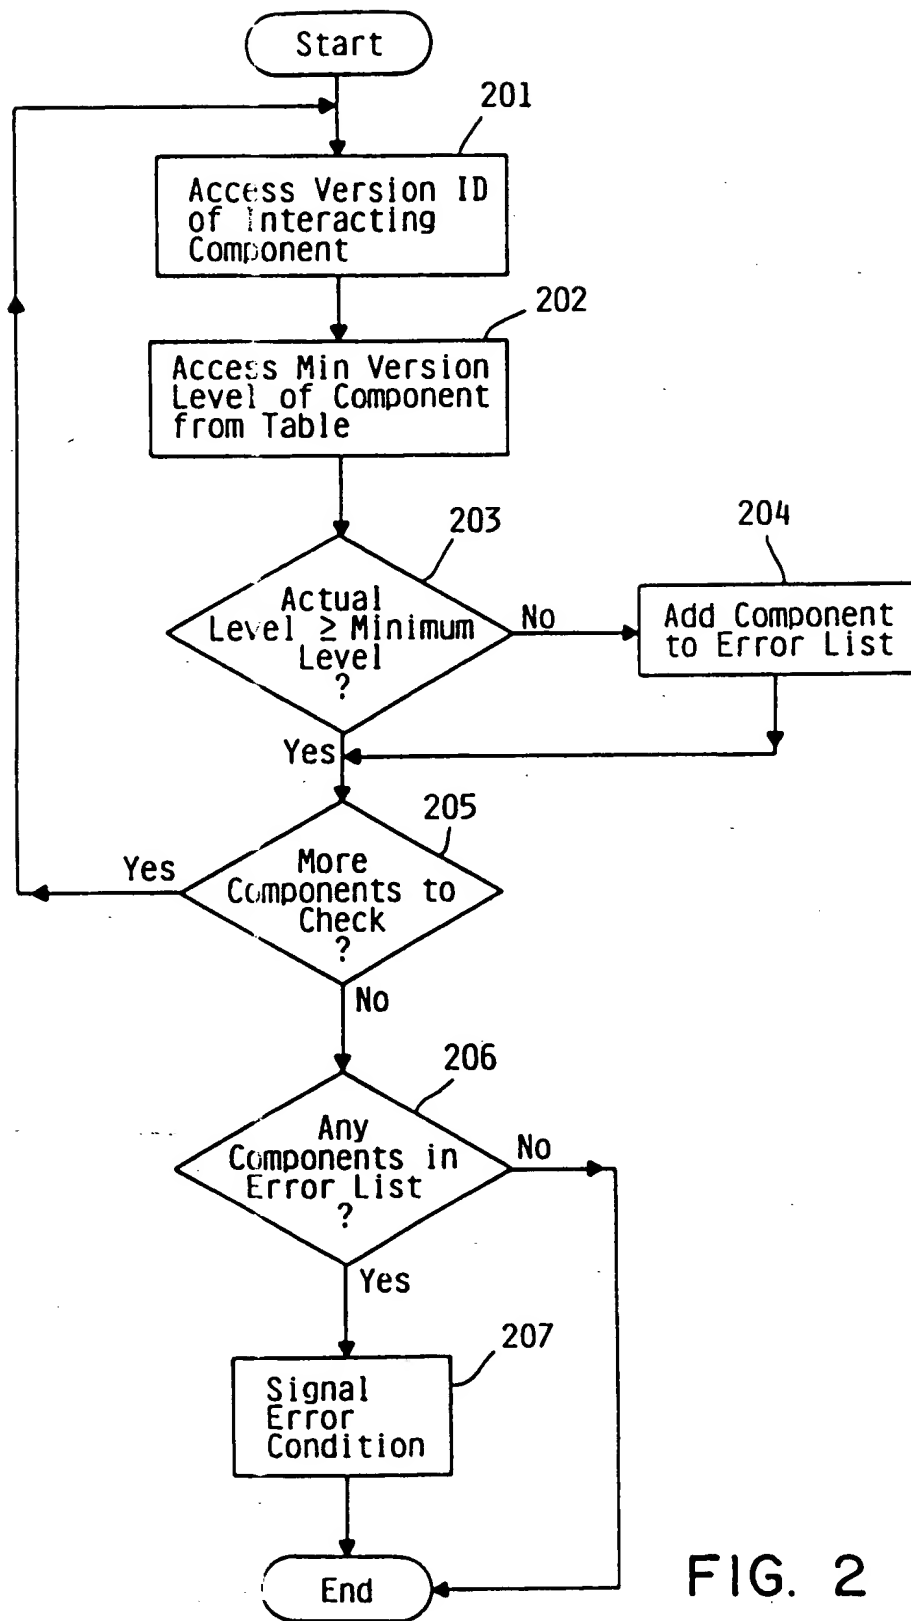 Start
201
Access Version ID
of Interacting
Component
202
Access Min Version
Level of Component
from Table
203
Actual
Level ≥ Minimum
Level
?
No
204
Add Component
to Error List
Yes
205
More
Components to
Check
?
Yes
No
206
Any
Components in
Error List
?
No
Yes
207
Signal
Error
Condition
End
FIG. 2